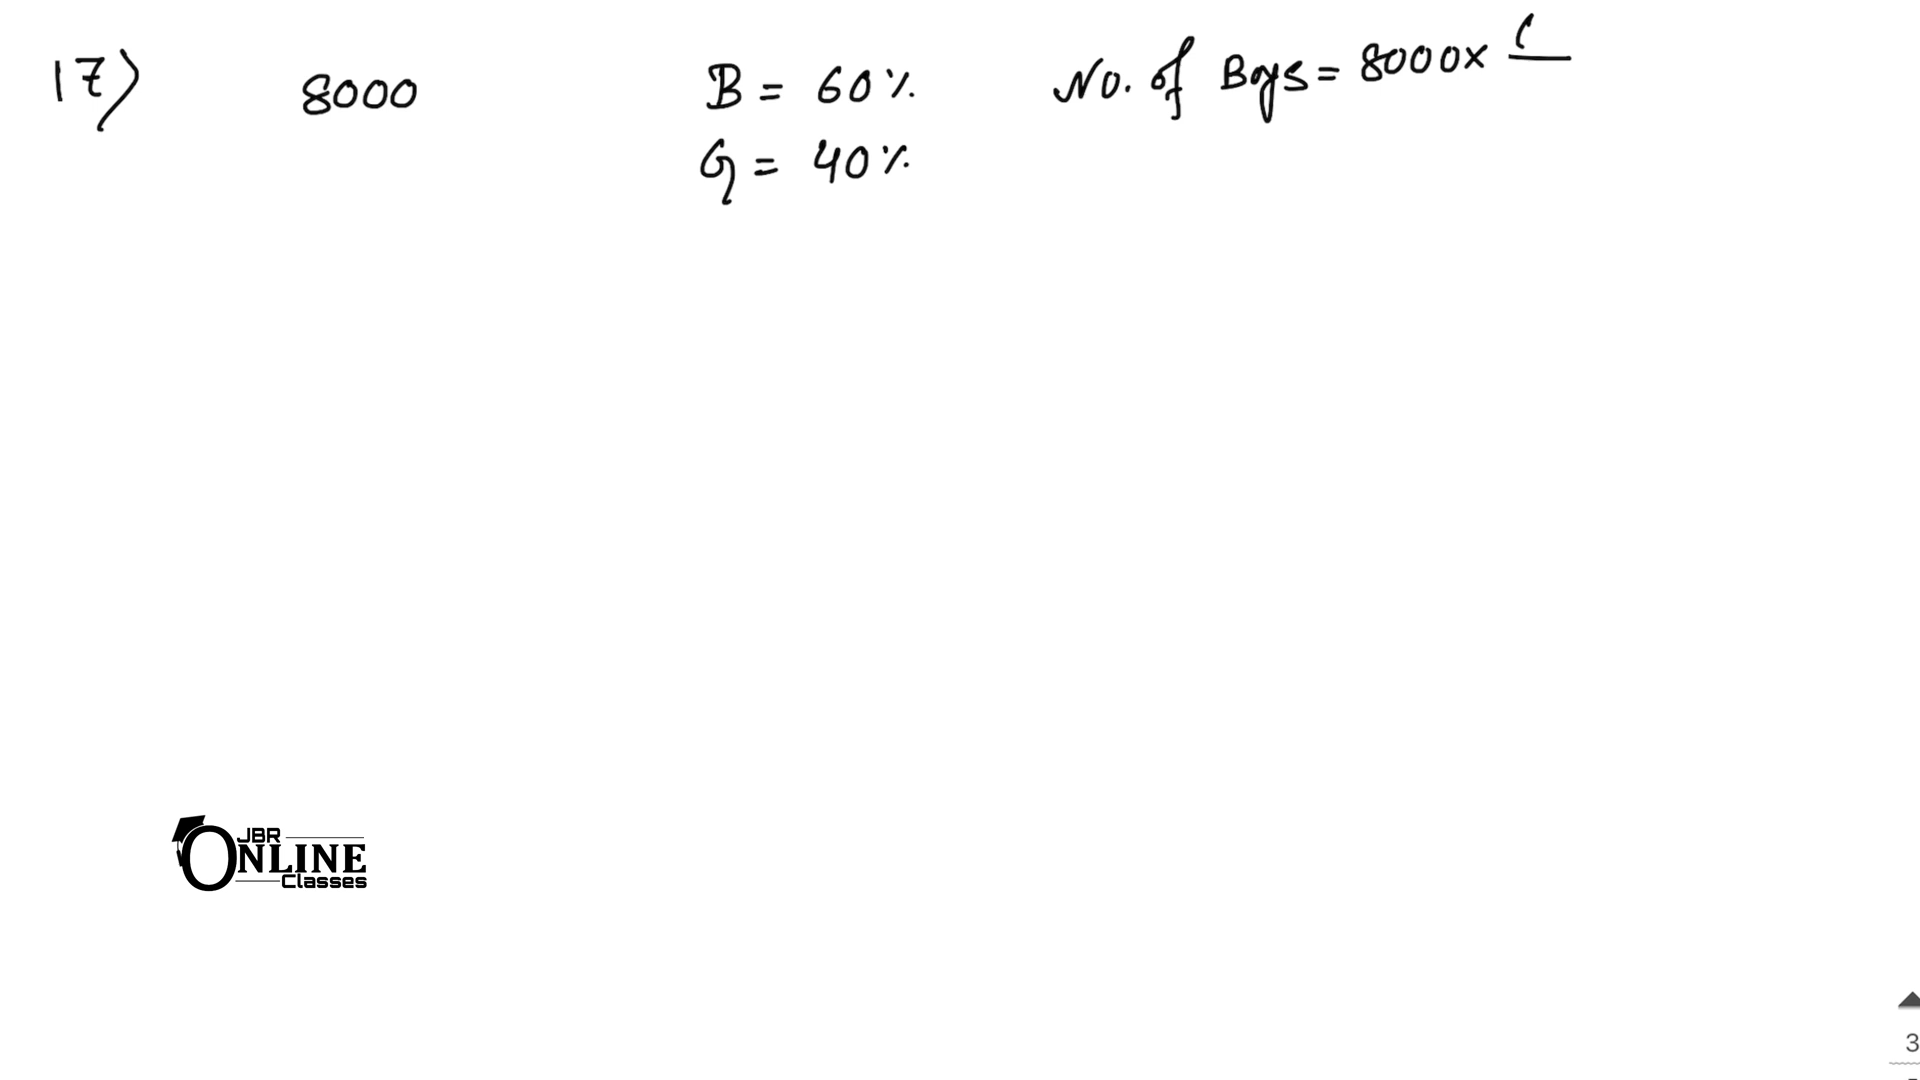 17) 8000 B = 60% No. of Boys = 8000×
G = 40%
JBR
ONLINE
Classes
3